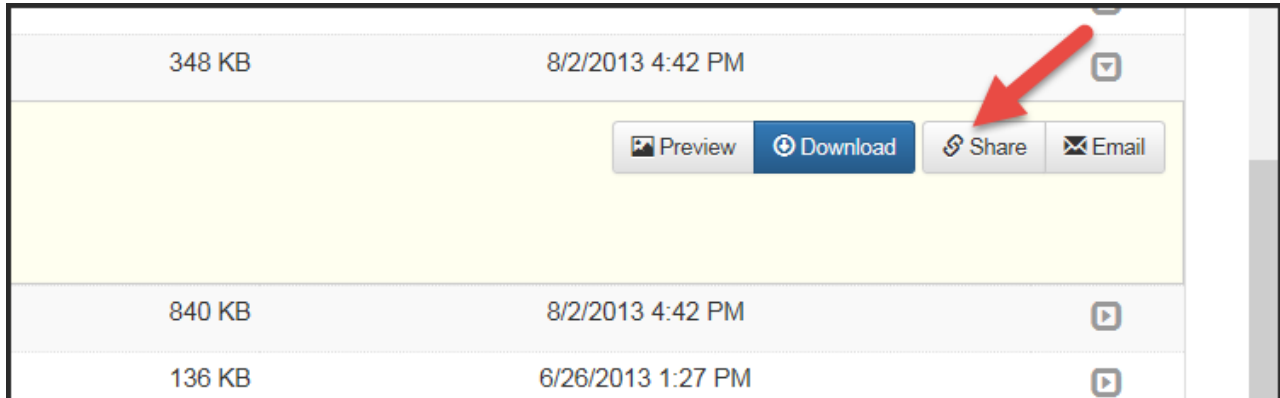 348 KB 8/2/2013 4:42 PM
Preview Download Share Email
840 KB 8/2/2013 4:42 PM
136 KB 6/26/2013 1:27 PM